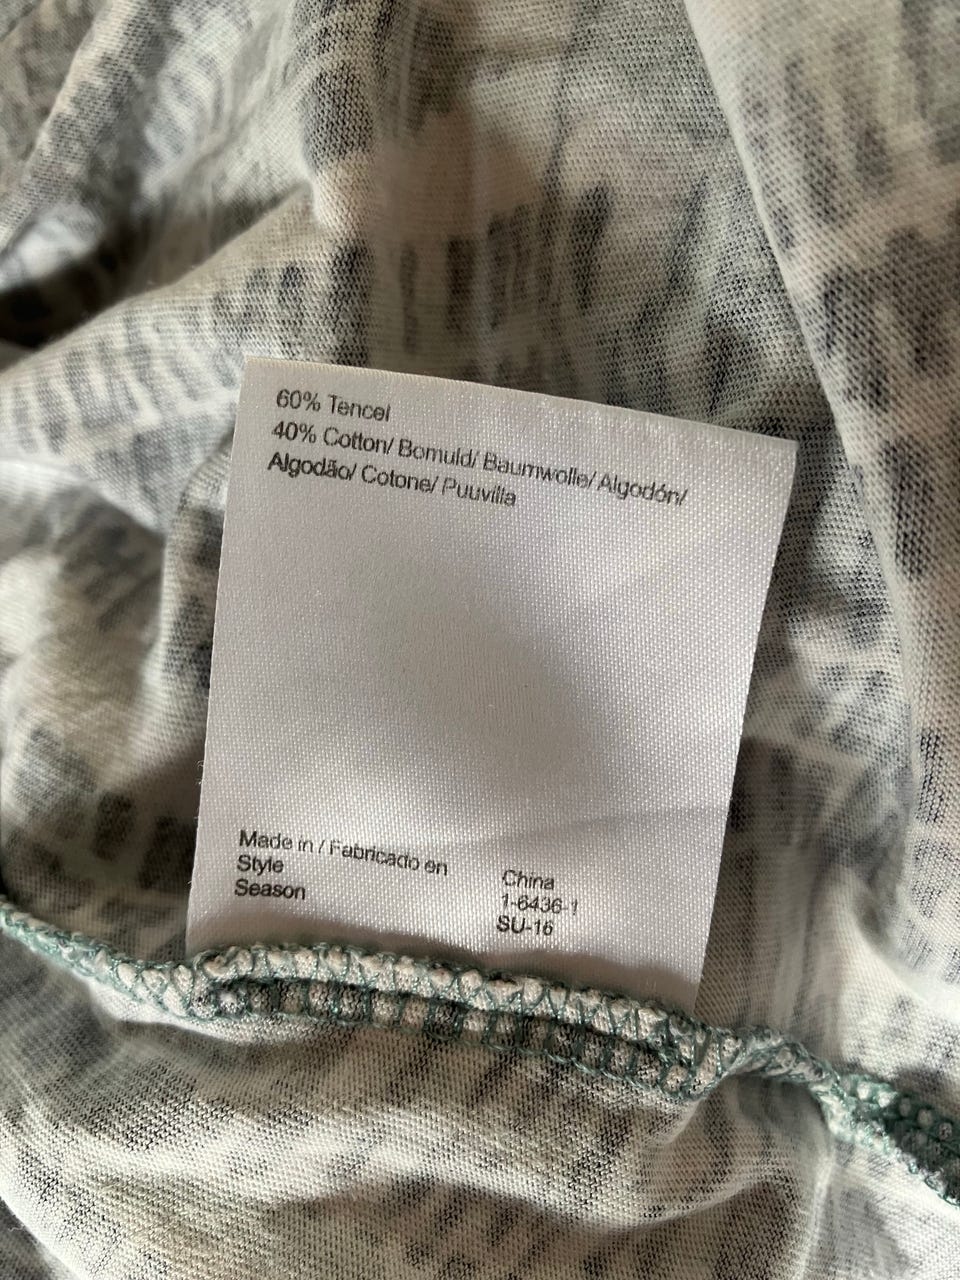 60% Tencel
40% Cotton/ Bomuld/ Baumwolle/ Algodón/
Algodão/ Cotone/ Puuvilla
Made in / Fabricado en China
Style 1-6436-1
Season SU-16